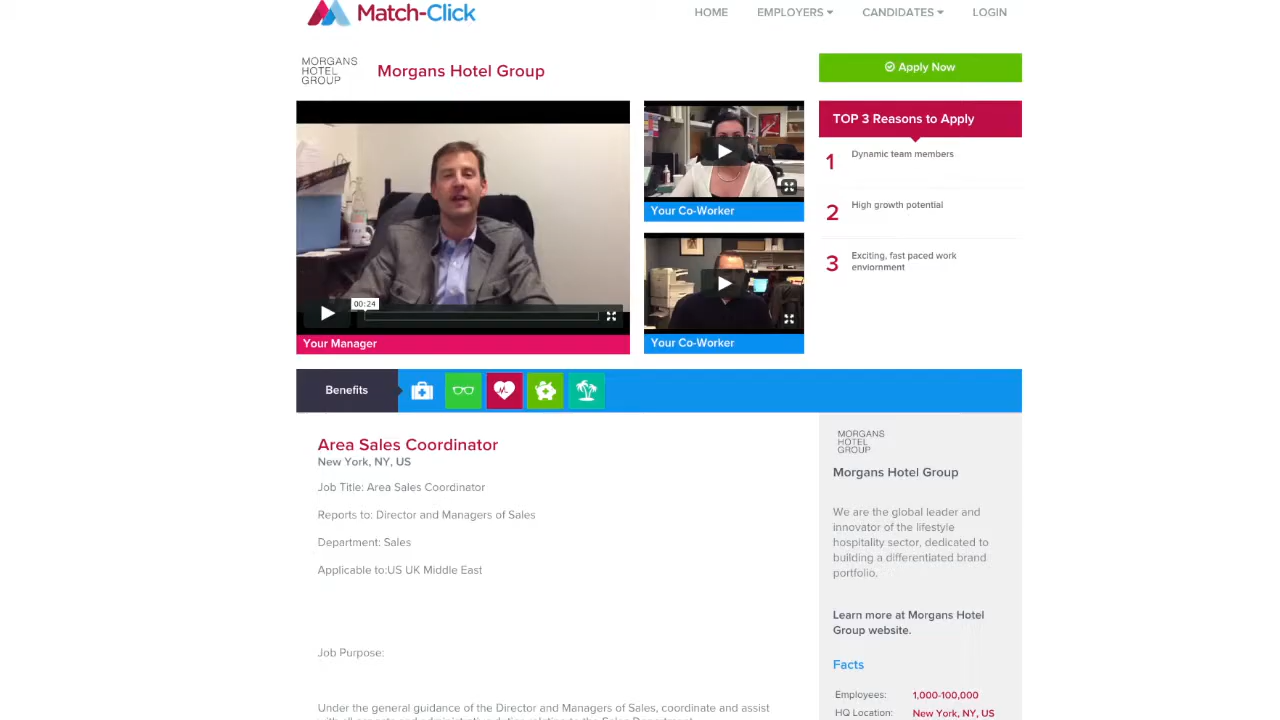 Match-Click
HOME
EMPLOYERS
CANDIDATES
LOGIN
MORGANS
HOTEL
GROUP
Morgans Hotel Group
Apply Now
00:24
Your Manager
Your Co-Worker
Your Co-Worker
TOP 3 Reasons to Apply
1 Dynamic team members
2 High growth potential
3 Exciting, fast paced work
enviornment
Benefits
Area Sales Coordinator
New York, NY, US
Job Title: Area Sales Coordinator
Reports to: Director and Managers of Sales
Department: Sales
Applicable to:US UK Middle East
Job Purpose:
Under the general guidance of the Director and Managers of Sales, coordinate and assist
MORGANS
HOTEL
GROUP
Morgans Hotel Group
We are the global leader and
innovator of the lifestyle
hospitality sector, dedicated to
building a differentiated brand
portfolio.
Learn more at Morgans Hotel
Group website.
Facts
Employees: 1,000-100,000
HQ Location: New York, NY, US